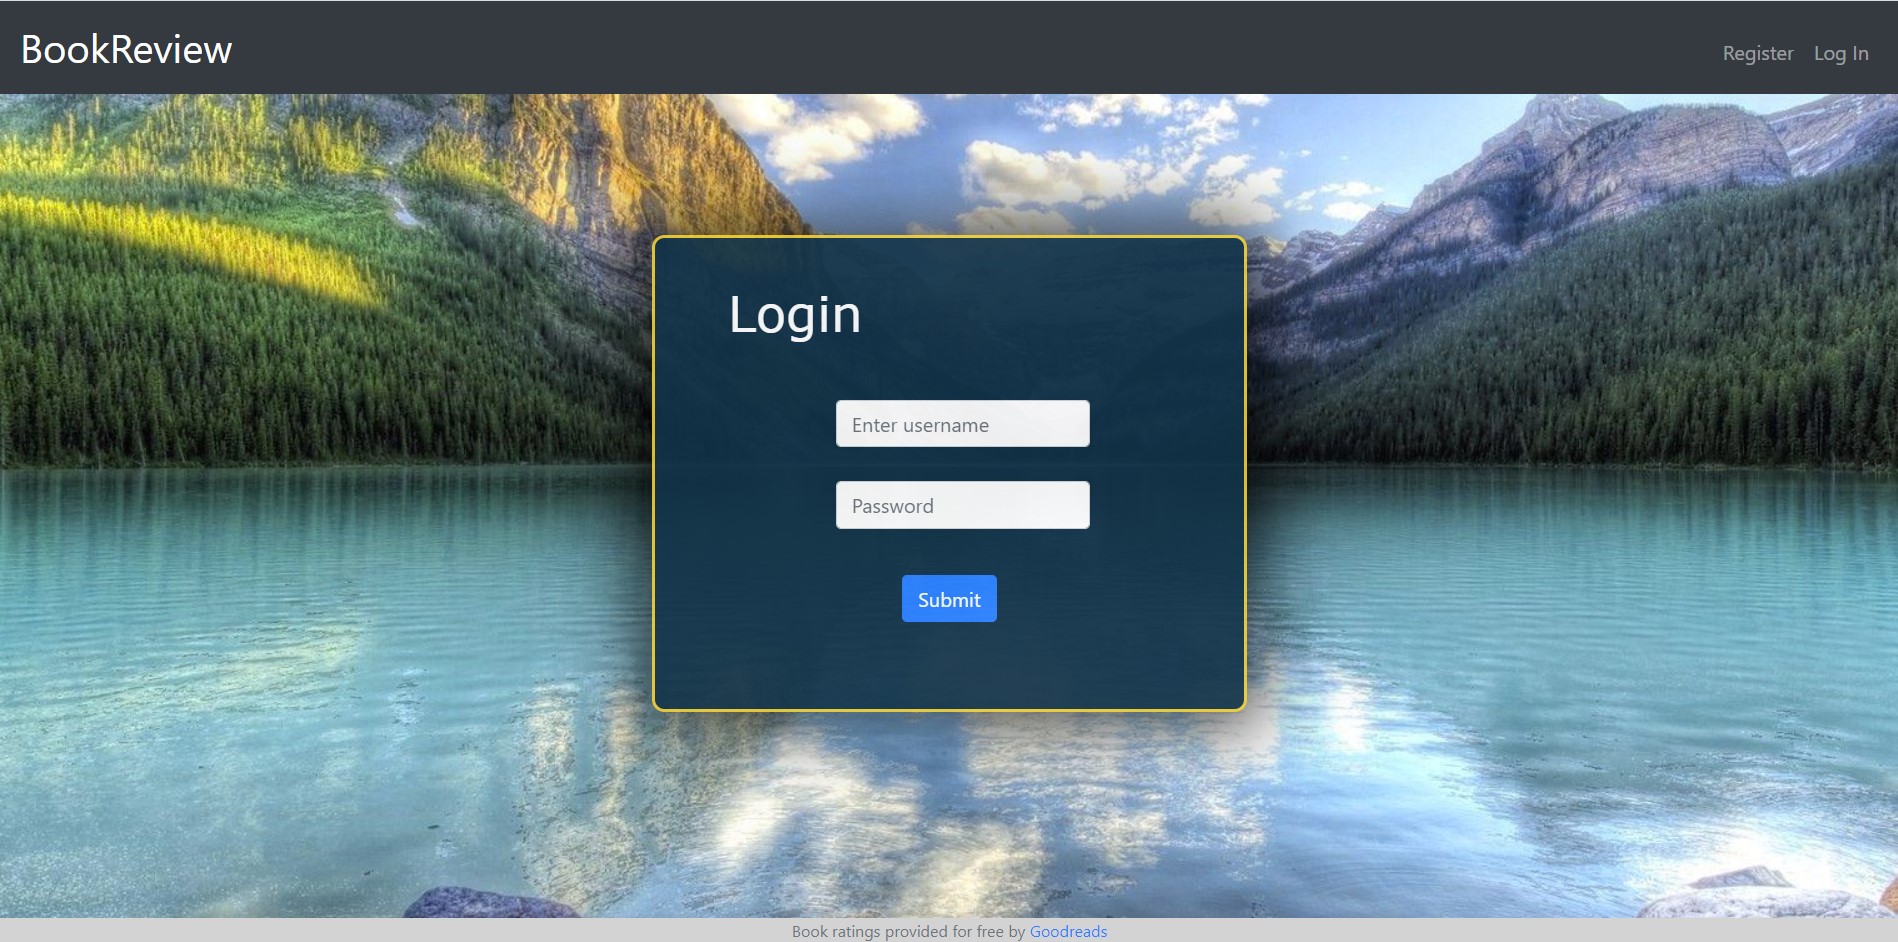 BookReview
Register Log In
Login
Enter username
Password
Submit
Book ratings provided for free by Goodreads